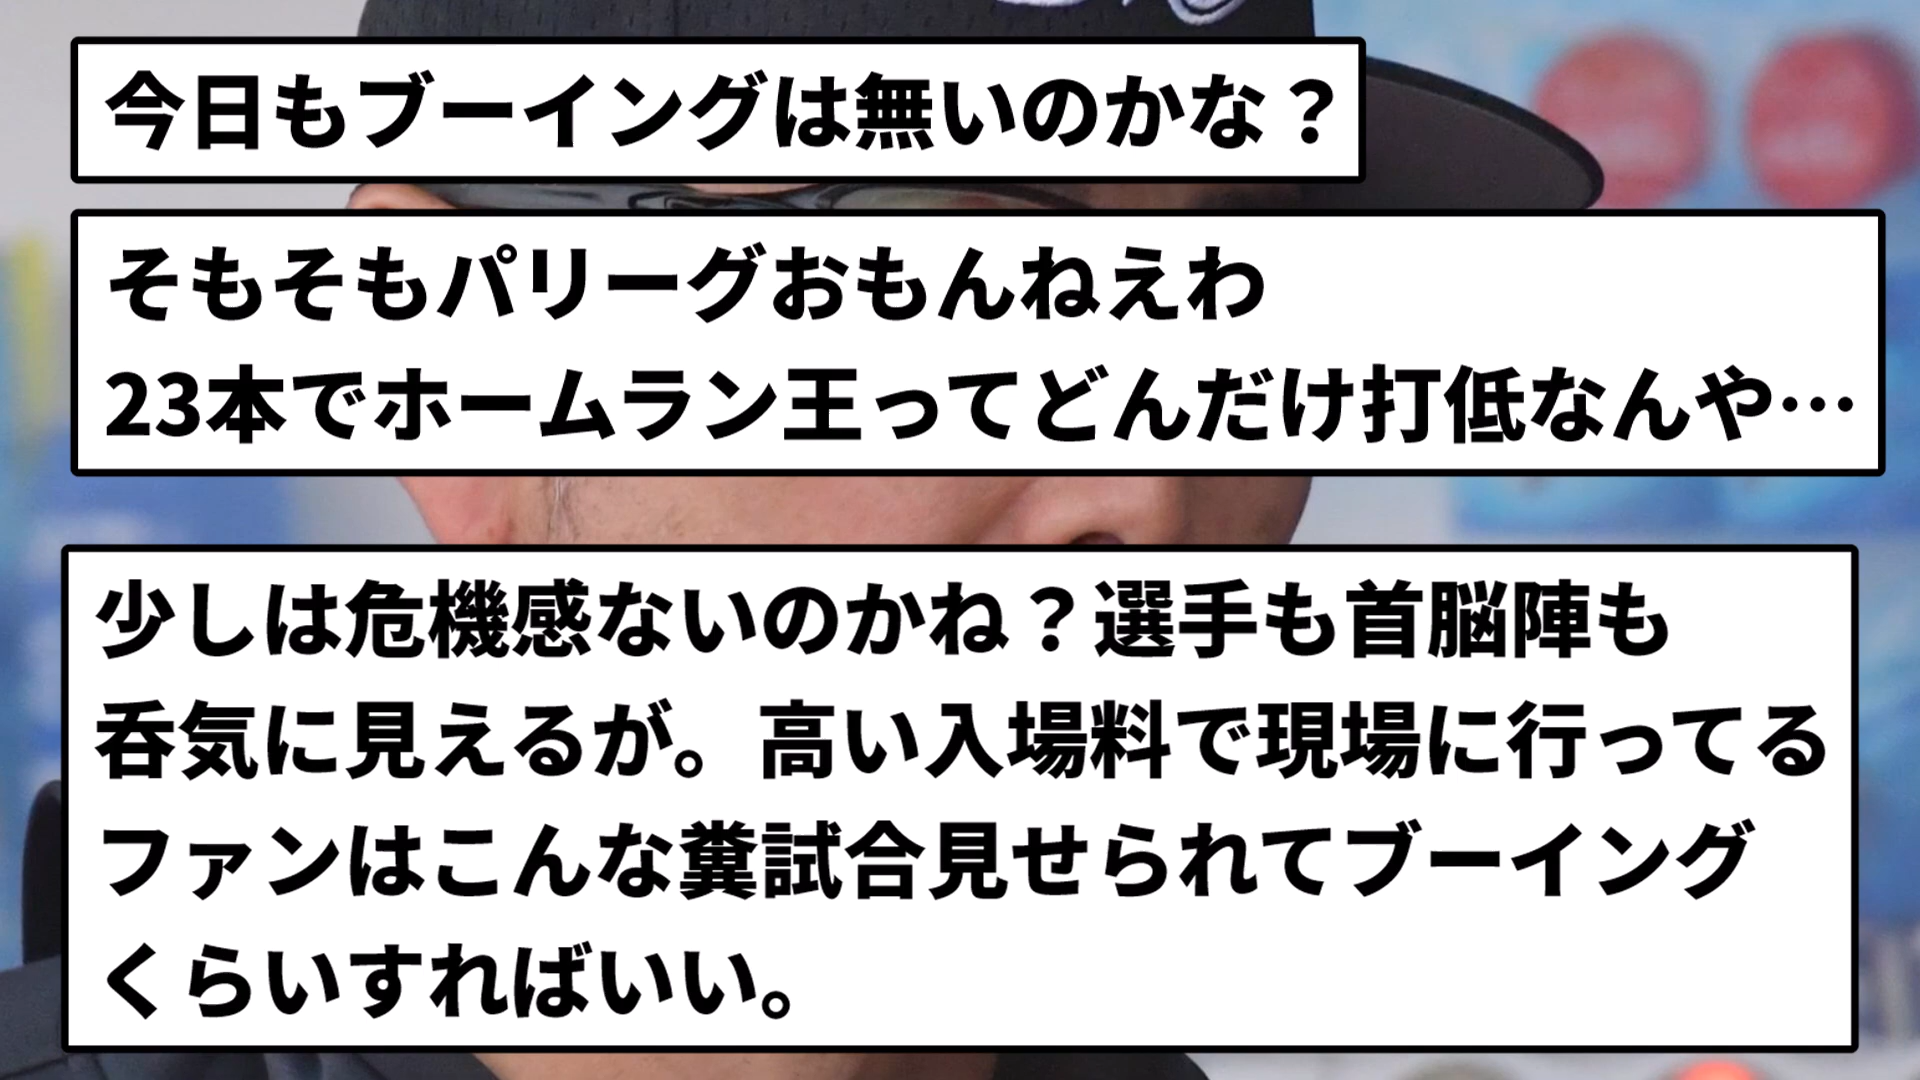 今日もブーイングは無いのかな？
そもそもパリーグおもんねえわ
23本でホームラン王ってどんだけ打低なんや…
少しは危機感ないのかね？選手も首脳陣も
呑気に見えるが。高い入場料で現場に行ってる
ファンはこんな糞試合見せられてブーイング
くらいすればいい。